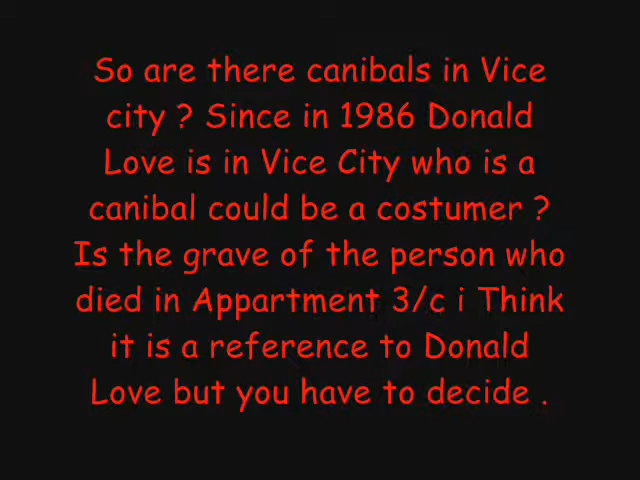 So are there canibals in Vice
city ? Since in 1986 Donald
Love is in Vice City who is a
canibal could be a costumer ?
Is the grave of the person who
died in Appartment 3/c i Think
it is a reference to Donald
Love but you have to decide .